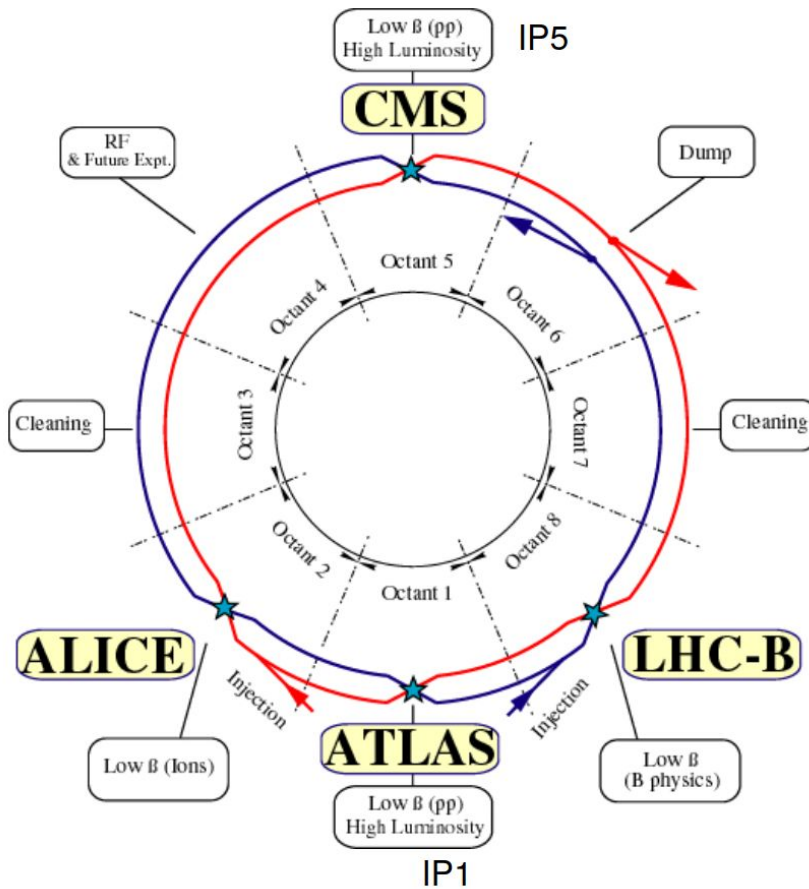 Low ß (pp)
High Luminosity
IP5
CMS
RF
& Future Expt.
Dump
Octant 5
Octant 4
Octant 6
Cleaning
Octant 3
Octant 7
Cleaning
Octant 2
Octant 8
Octant 1
ALICE
LHC-B
Injection
Injection
ATLAS
Low ß (Ions)
Low ß
(B physics)
Low ß (pp)
High Luminosity
IP1